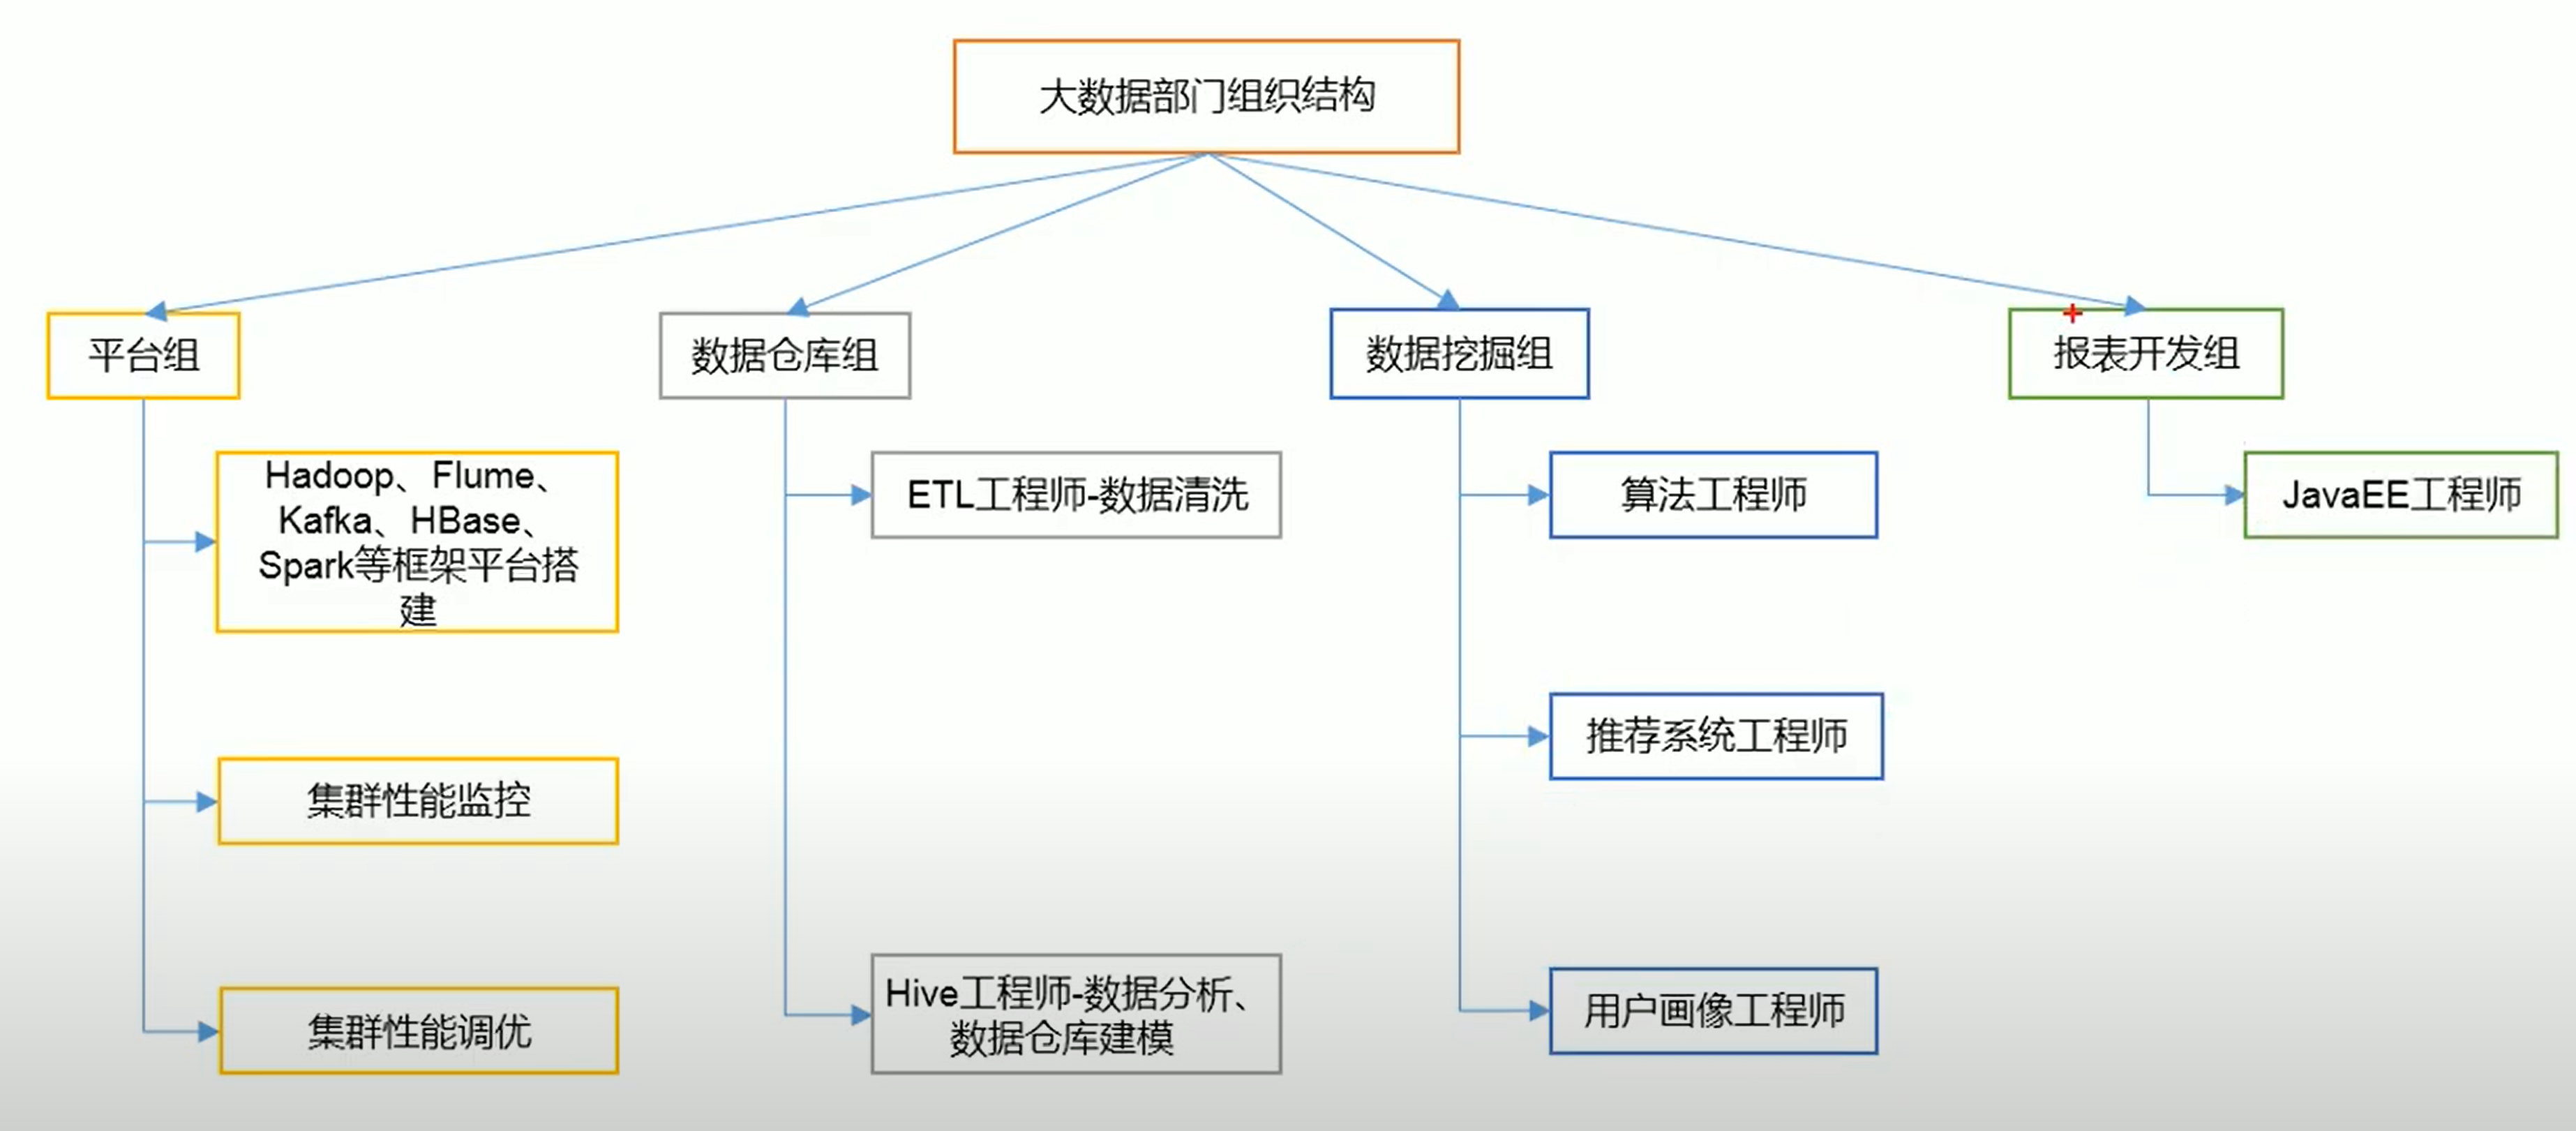 大数据部门组织结构
平台组
数据仓库组
数据挖掘组
报表开发组
Hadoop、Flume、
Kafka、HBase、
Spark等框架平台搭
建
ETL工程师-数据清洗
算法工程师
JavaEE工程师
推荐系统工程师
集群性能监控
Hive工程师-数据分析、
数据仓库建模
用户画像工程师
集群性能调优